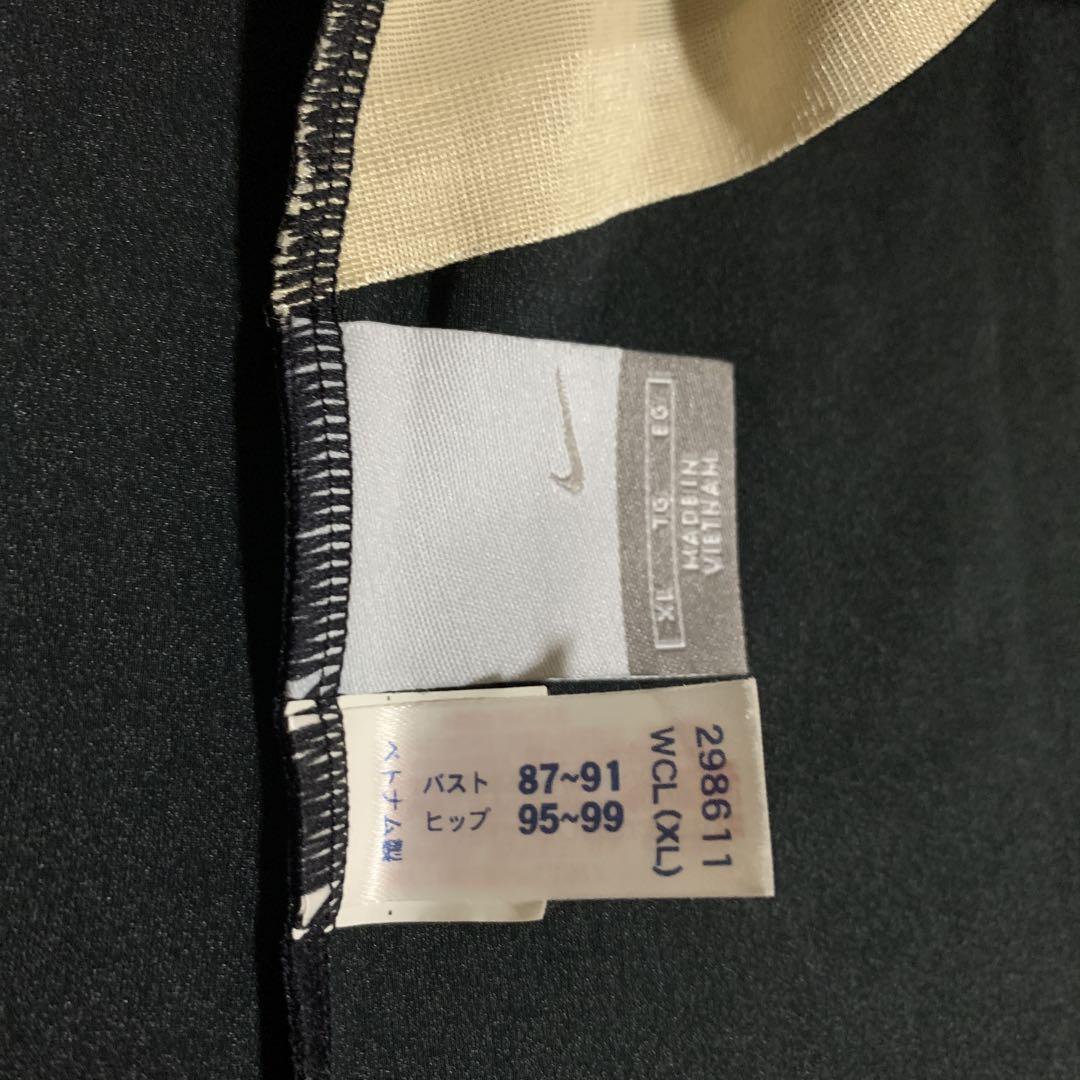 XL TG EG
MADE IN
VIETNAM
298611
WCL(XL)
バスト 87~91
ヒップ 95~99
ベトナム製